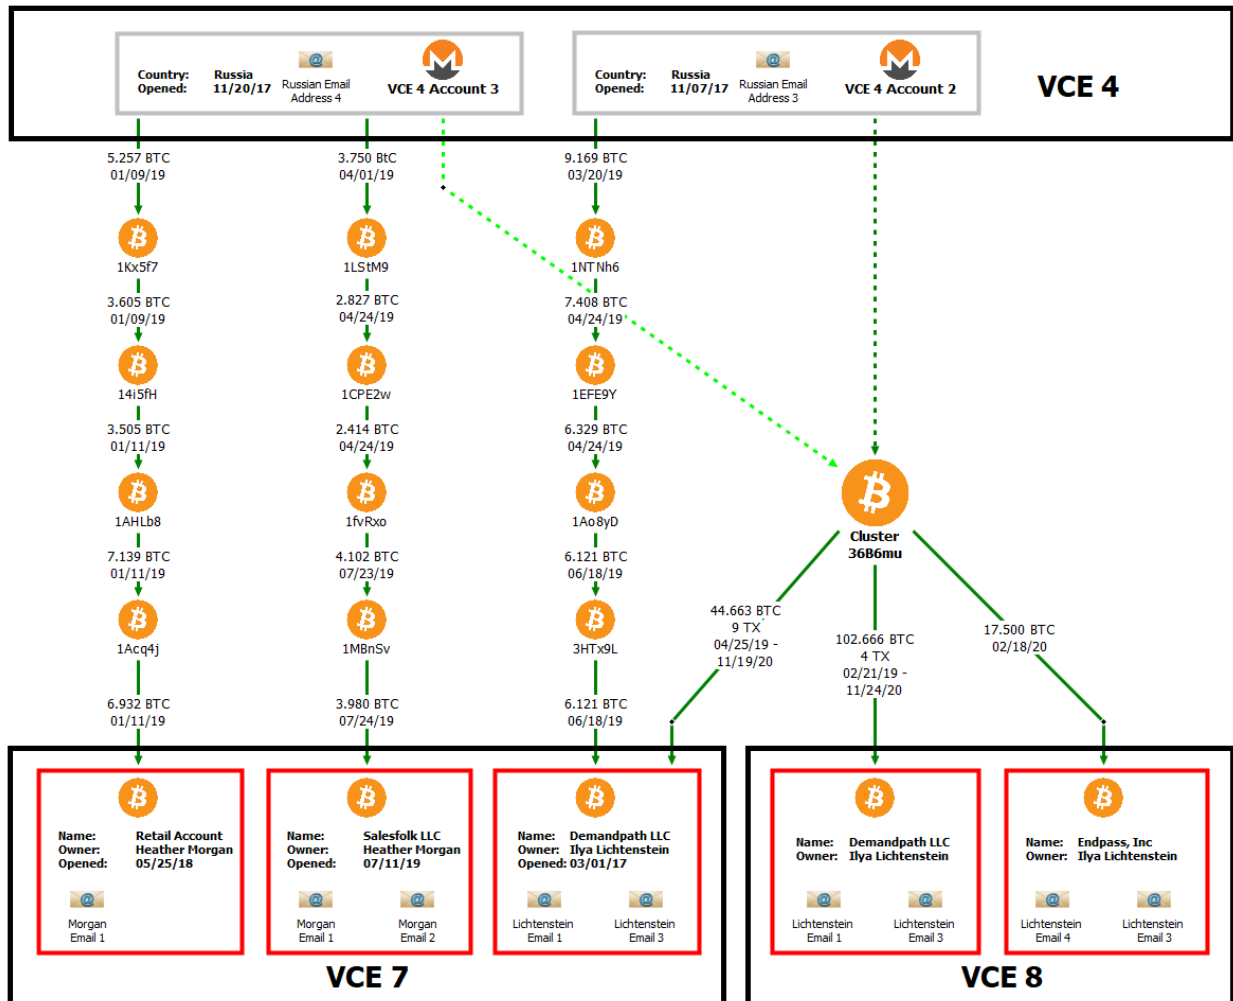 Country: Russia
Opened: 11/20/17
Russian Email
Address 4
VCE 4 Account 3
Country: Russia
Opened: 11/07/17
Russian Email
Address 3
VCE 4 Account 2
VCE 4
5.257 BTC
01/09/19
3.750 BtC
04/01/19
9.169 BTC
03/20/19
1Kx5f7
1LStM9
1NTNh6
3.605 BTC
01/09/19
2.827 BTC
04/24/19
7.408 BTC
04/24/19
14i5fH
1CPE2w
1EFE9Y
3.505 BTC
01/11/19
2.414 BTC
04/24/19
6.329 BTC
04/24/19
1AHLb8
1fvRxo
1Ao8yD
Cluster
36B6mu
7.139 BTC
01/11/19
4.102 BTC
07/23/19
6.121 BTC
06/18/19
1Acq4j
1MBnSv
3HTx9L
44.663 BTC
9 TX
04/25/19 -
11/19/20
102.666 BTC
4 TX
02/21/19 -
11/24/20
17.500 BTC
02/18/20
6.932 BTC
01/11/19
3.980 BTC
07/24/19
6.121 BTC
06/18/19
Name: Retail Account
Owner: Heather Morgan
Opened: 05/25/18
Morgan
Email 1
Name: Salesfolk LLC
Owner: Heather Morgan
Opened: 07/11/19
Morgan
Email 1
Morgan
Email 2
Name: Demandpath LLC
Owner: Ilya Lichtenstein
Opened: 03/01/17
Lichtenstein
Email 1
Lichtenstein
Email 3
Name: Demandpath LLC
Owner: Ilya Lichtenstein
Lichtenstein
Email 1
Lichtenstein
Email 3
Name: Endpass, Inc
Owner: Ilya Lichtenstein
Lichtenstein
Email 4
Lichtenstein
Email 3
VCE 7
VCE 8